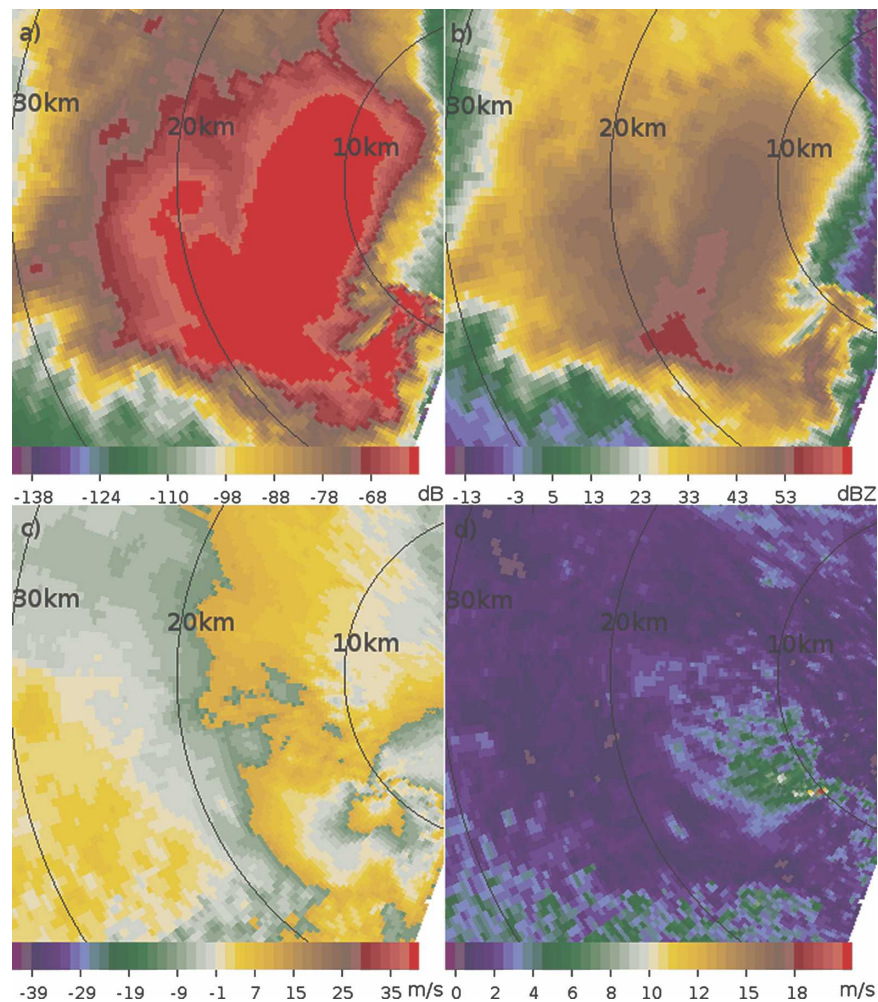 a)
30km
20km
10km
b)
30km
20km
10km
-138 -124 -110 -98 -88 -78 -68 dB
-13 -3 5 13 23 33 43 53 dBZ
c)
30km
20km
10km
d)
30km
20km
10km
-39 -29 -19 -9 -1 7 15 25 35 m/s
0 2 4 6 8 10 12 15 18 m/s